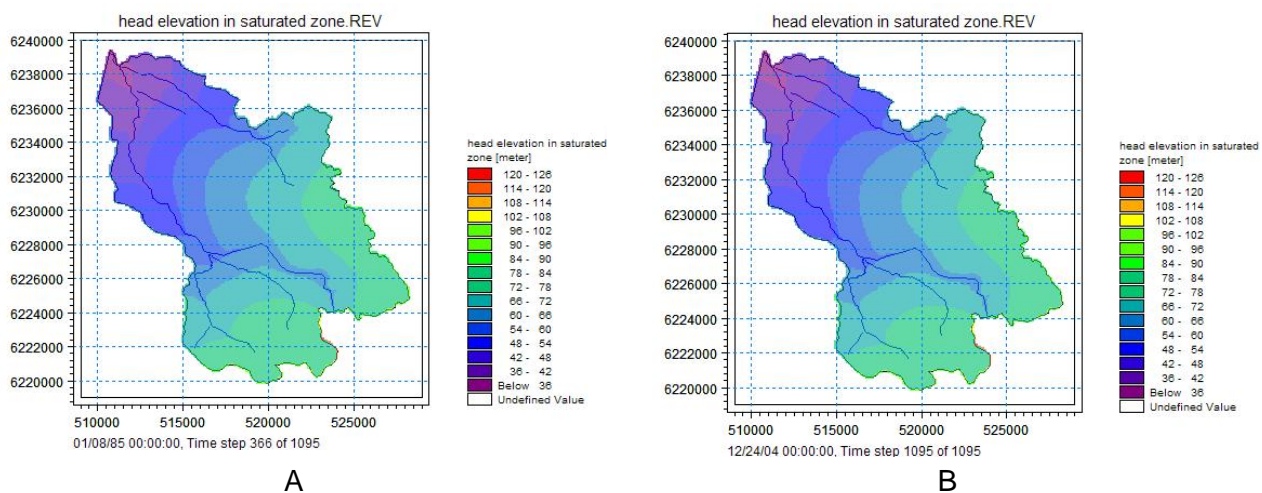 head elevation in saturated zone.REV
6240000
6238000
6236000
6234000
6232000
6230000
6228000
6226000
6224000
6222000
6220000
510000 515000 520000 525000
01/08/85 00:00:00, Time step 366 of 1095
head elevation in saturated
zone [meter]
120 - 126
114 - 120
108 - 114
102 - 108
96 - 102
90 - 96
84 - 90
78 - 84
72 - 78
66 - 72
60 - 66
54 - 60
48 - 54
42 - 48
36 - 42
Below 36
Undefined Value
A
head elevation in saturated zone.REV
6240000
6238000
6236000
6234000
6232000
6230000
6228000
6226000
6224000
6222000
6220000
510000 515000 520000 525000
12/24/04 00:00:00, Time step 1095 of 1095
head elevation in saturated
zone [meter]
120 - 126
114 - 120
108 - 114
102 - 108
96 - 102
90 - 96
84 - 90
78 - 84
72 - 78
66 - 72
60 - 66
54 - 60
48 - 54
42 - 48
36 - 42
Below 36
Undefined Value
B